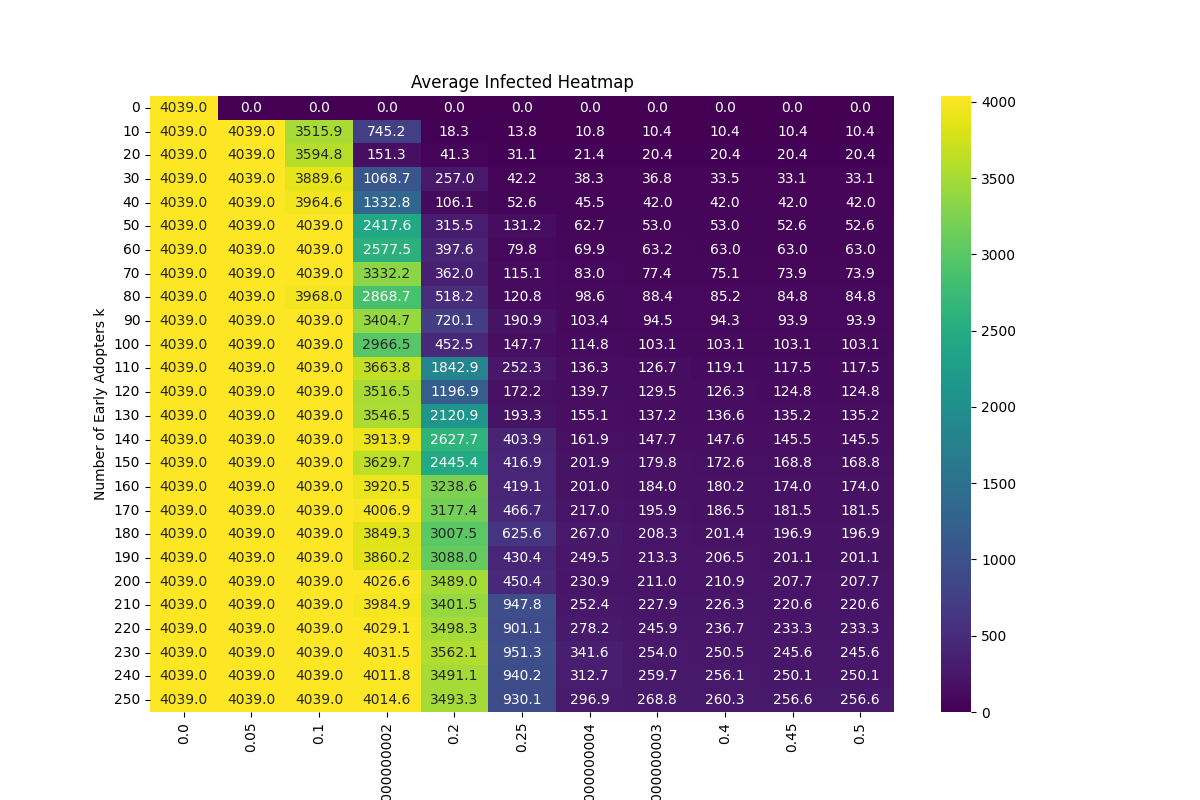 Average Infected Heatmap
Number of Early Adopters k
0 4039.0 0.0 0.0 0.0 0.0 0.0 0.0 0.0 0.0 0.0 0.0
10 4039.0 4039.0 3515.9 745.2 18.3 13.8 10.8 10.4 10.4 10.4 10.4
20 4039.0 4039.0 3594.8 151.3 41.3 31.1 21.4 20.4 20.4 20.4 20.4
30 4039.0 4039.0 3889.6 1068.7 257.0 42.2 38.3 36.8 33.5 33.1 33.1
40 4039.0 4039.0 3964.6 1332.8 106.1 52.6 45.5 42.0 42.0 42.0 42.0
50 4039.0 4039.0 4039.0 2417.6 315.5 131.2 62.7 53.0 53.0 52.6 52.6
60 4039.0 4039.0 4039.0 2577.5 397.6 79.8 69.9 63.2 63.0 63.0 63.0
70 4039.0 4039.0 4039.0 3332.2 362.0 115.1 83.0 77.4 75.1 73.9 73.9
80 4039.0 4039.0 3968.0 2868.7 518.2 120.8 98.6 88.4 85.2 84.8 84.8
90 4039.0 4039.0 4039.0 3404.7 720.1 190.9 103.4 94.5 94.3 93.9 93.9
100 4039.0 4039.0 4039.0 2966.5 452.5 147.7 114.8 103.1 103.1 103.1 103.1
110 4039.0 4039.0 4039.0 3663.8 1842.9 252.3 136.3 126.7 119.1 117.5 117.5
120 4039.0 4039.0 4039.0 3516.5 1196.9 172.2 139.7 129.5 126.3 124.8 124.8
130 4039.0 4039.0 4039.0 3546.5 2120.9 193.3 155.1 137.2 136.6 135.2 135.2
140 4039.0 4039.0 4039.0 3913.9 2627.7 403.9 161.9 147.7 147.6 145.5 145.5
150 4039.0 4039.0 4039.0 3629.7 2445.4 416.9 201.9 179.8 172.6 168.8 168.8
160 4039.0 4039.0 4039.0 3920.5 3238.6 419.1 201.0 184.0 180.2 174.0 174.0
170 4039.0 4039.0 4039.0 4006.9 3177.4 466.7 217.0 195.9 186.5 181.5 181.5
180 4039.0 4039.0 4039.0 3849.3 3007.5 625.6 267.0 208.3 201.4 196.9 196.9
190 4039.0 4039.0 4039.0 3860.2 3088.0 430.4 249.5 213.3 206.5 201.1 201.1
200 4039.0 4039.0 4039.0 4026.6 3489.0 450.4 230.9 211.0 210.9 207.7 207.7
210 4039.0 4039.0 4039.0 3984.9 3401.5 947.8 252.4 227.9 226.3 220.6 220.6
220 4039.0 4039.0 4039.0 4029.1 3498.3 901.1 278.2 245.9 236.7 233.3 233.3
230 4039.0 4039.0 4039.0 4031.5 3562.1 951.3 341.6 254.0 250.5 245.6 245.6
240 4039.0 4039.0 4039.0 4011.8 3491.1 940.2 312.7 259.7 256.1 250.1 250.1
250 4039.0 4039.0 4039.0 4014.6 3493.3 930.1 296.9 268.8 260.3 256.6 256.6
0.0 0.05 0.1 000000002 0.2 0.25 000000004 000000003 0.4 0.45 0.5
4000
3500
3000
2500
2000
1500
1000
500
0